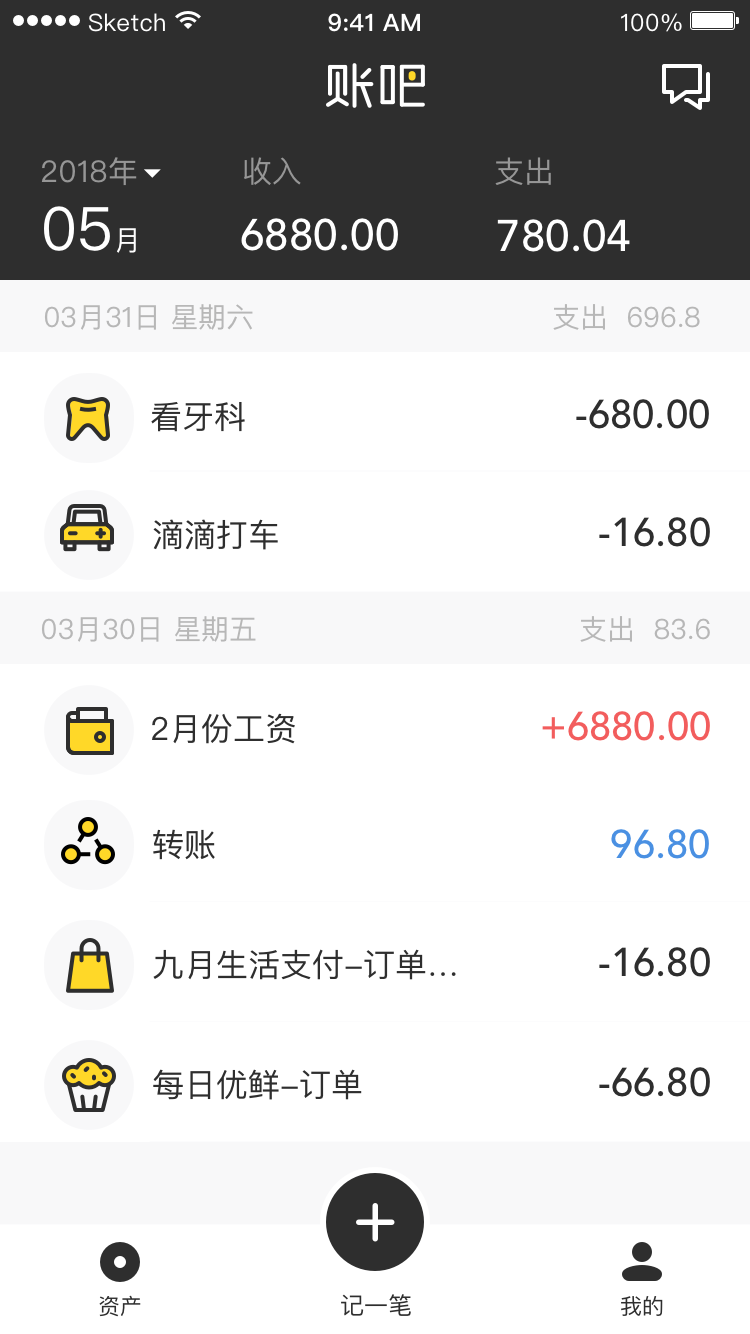 Sketch 9:41 AM 100%
账吧
2018年 收入 支出
05月 6880.00 780.04
03月31日 星期六 支出 696.8
看牙科 -680.00
滴滴打车 -16.80
03月30日 星期五 支出 83.6
2月份工资 +6880.00
转账 96.80
九月生活支付-订单... -16.80
每日优鲜-订单 -66.80
资产 记一笔 我的